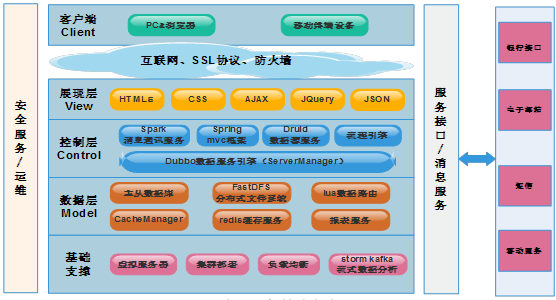 客户端
Client
PC浏览器
移动终端设备
互联网、SSL协议、防火墙
展现层
View
HTML5
CSS
AJAX
JQuery
JSON
控制层
Control
Spark
消息通讯服务
Spring
mvc框架
Druid
数据源服务
流程引擎
Dubbo数据服务引擎（ServerManager）
数据层
Model
主从数据库
FastDFS
分布式文件系统
lua数据路由
CacheManager
redis缓存服务
报表服务
基础
支撑
虚拟服务器
集群部署
负载均衡
storm kafka
流式数据分析
安全服务/运维
服务接口/消息服务
银行接口
电子邮箱
短信
移动服务